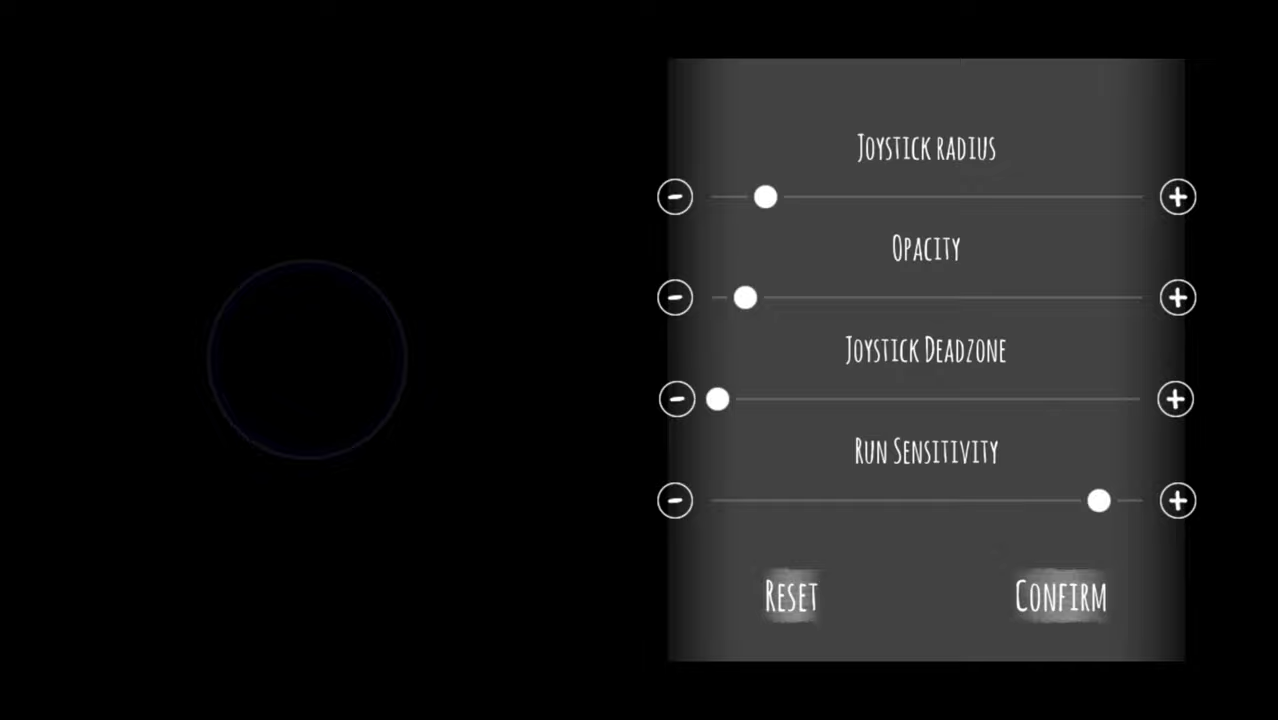 Joystick radius
- +
Opacity
- +
Joystick Deadzone
- +
Run Sensitivity
- +
Reset Confirm